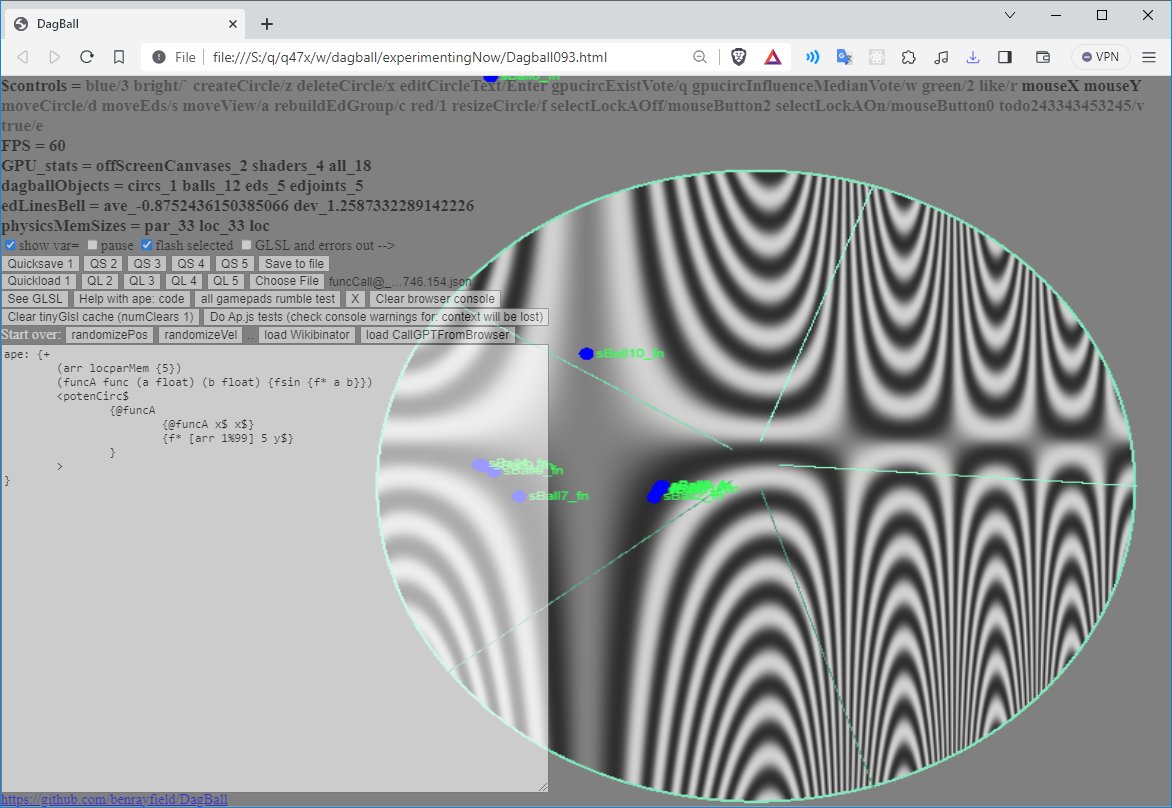 DagBall
File
file:///S:/q/q47x/w/dagball/experimentingNow/Dagball093.html
VPN
$controls = blue/3 bright/` createCircle/z deleteCircle/x editCircleText/Enter gpucircExistVote/q gpucircInfluenceMedianVote/w green/2 like/r mouseX mouseY
moveCircle/d moveEds/s moveView/a rebuildEdGroup/c red/1 resizeCircle/f selectLockAOff/mouseButton2 selectLockAOn/mouseButton0 todo243343453245/v
true/e
FPS = 60
GPU_stats = offScreenCanvases_2 shaders_4 all_18
dagballObjects = circs_1 balls_12 eds_5 edjoints_5
edLinesBell = ave_-0.8752436150385066 dev_1.2587332289142226
physicsMemSizes = par_33 loc_33 loc
show var= pause flash selected GLSL and errors out -->
Quicksave 1 QS 2 QS 3 QS 4 QS 5 Save to file
Quickload 1 QL 2 QL 3 QL 4 QL 5 Choose File funcCall@_...746.154.json
See GLSL Help with ape: code all gamepads rumble test X Clear browser console
Clear tinyGlsl cache (numClears 1) Do Ap.js tests (check console warnings for: context will be lost)
Start over: randomizePos randomizeVel .. load Wikibinator load CallGPTFromBrowser
ape: {+
(arr locparMem {5})
(funcA func (a float) (b float) {fsin {f* a b}})
<potenCirc$
{@funcA
{@funcA x$ x$}
{f* [arr 1%99] 5 y$}
}
>
}
sBall10_fn
sBall7_fn
https://github.com/benrayfield/DagBall